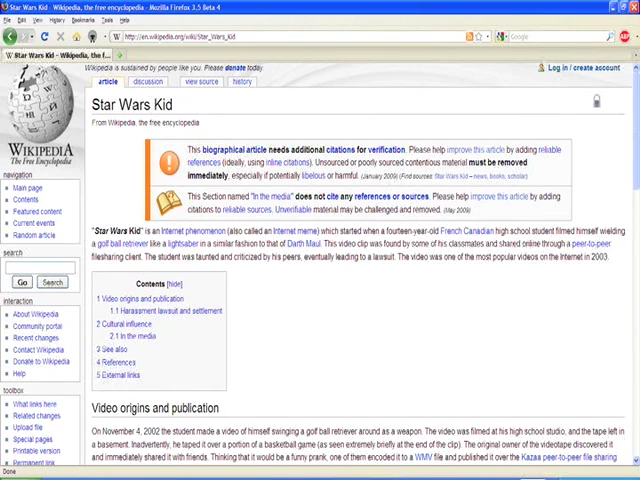 Star Wars Kid - Wikipedia, the free encyclopedia - Mozilla Firefox 3.5 Beta 4
File Edit View History Bookmarks Tools Help
http://en.wikipedia.org/wiki/Star_Wars_Kid
Google
ABP
Star Wars Kid - Wikipedia, the f...
Wikipedia is sustained by people like you. Please donate today.
Log in / create account
article discussion view source history
Star Wars Kid
From Wikipedia, the free encyclopedia
This biographical article needs additional citations for verification. Please help improve this article by adding reliable
references (ideally, using inline citations). Unsourced or poorly sourced contentious material must be removed
immediately, especially if potentially libelous or harmful. (January 2009) (Find sources: Star Wars Kid – news, books, scholar)
This Section named "In the media" does not cite any references or sources. Please help improve this article by adding
citations to reliable sources. Unverifiable material may be challenged and removed. (May 2009)
"Star Wars Kid" is an Internet phenomenon (also called an Internet meme) which started when a fourteen-year-old French Canadian high school student filmed himself wielding
a golf ball retriever like a lightsaber in a similar fashion to that of Darth Maul. This video clip was found by some of his classmates and shared online through a peer-to-peer
filesharing client. The student was taunted and criticized by his peers, eventually leading to a lawsuit. The video was one of the most popular videos on the Internet in 2003.
Contents [hide]
1 Video origins and publication
1.1 Harassment lawsuit and settlement
2 Cultural influence
2.1 In the media
3 See also
4 References
5 External links
Video origins and publication
On November 4, 2002 the student made a video of himself swinging a golf ball retriever around as a weapon. The video was filmed at his high school studio, and the tape left in
a basement. Inadvertently, he taped it over a portion of a basketball game (as seen extremely briefly at the end of the clip). The original owner of the videotape discovered it
and immediately shared it with friends. Thinking that it would be a funny prank, one of them encoded it to a WMV file and published it over the Kazaa peer-to-peer file sharing
WIKIPEDIA
The Free Encyclopedia
navigation
Main page
Contents
Featured content
Current events
Random article
search
Go Search
interaction
About Wikipedia
Community portal
Recent changes
Contact Wikipedia
Donate to Wikipedia
Help
toolbox
What links here
Related changes
Upload file
Special pages
Printable version
Permanent link
Done